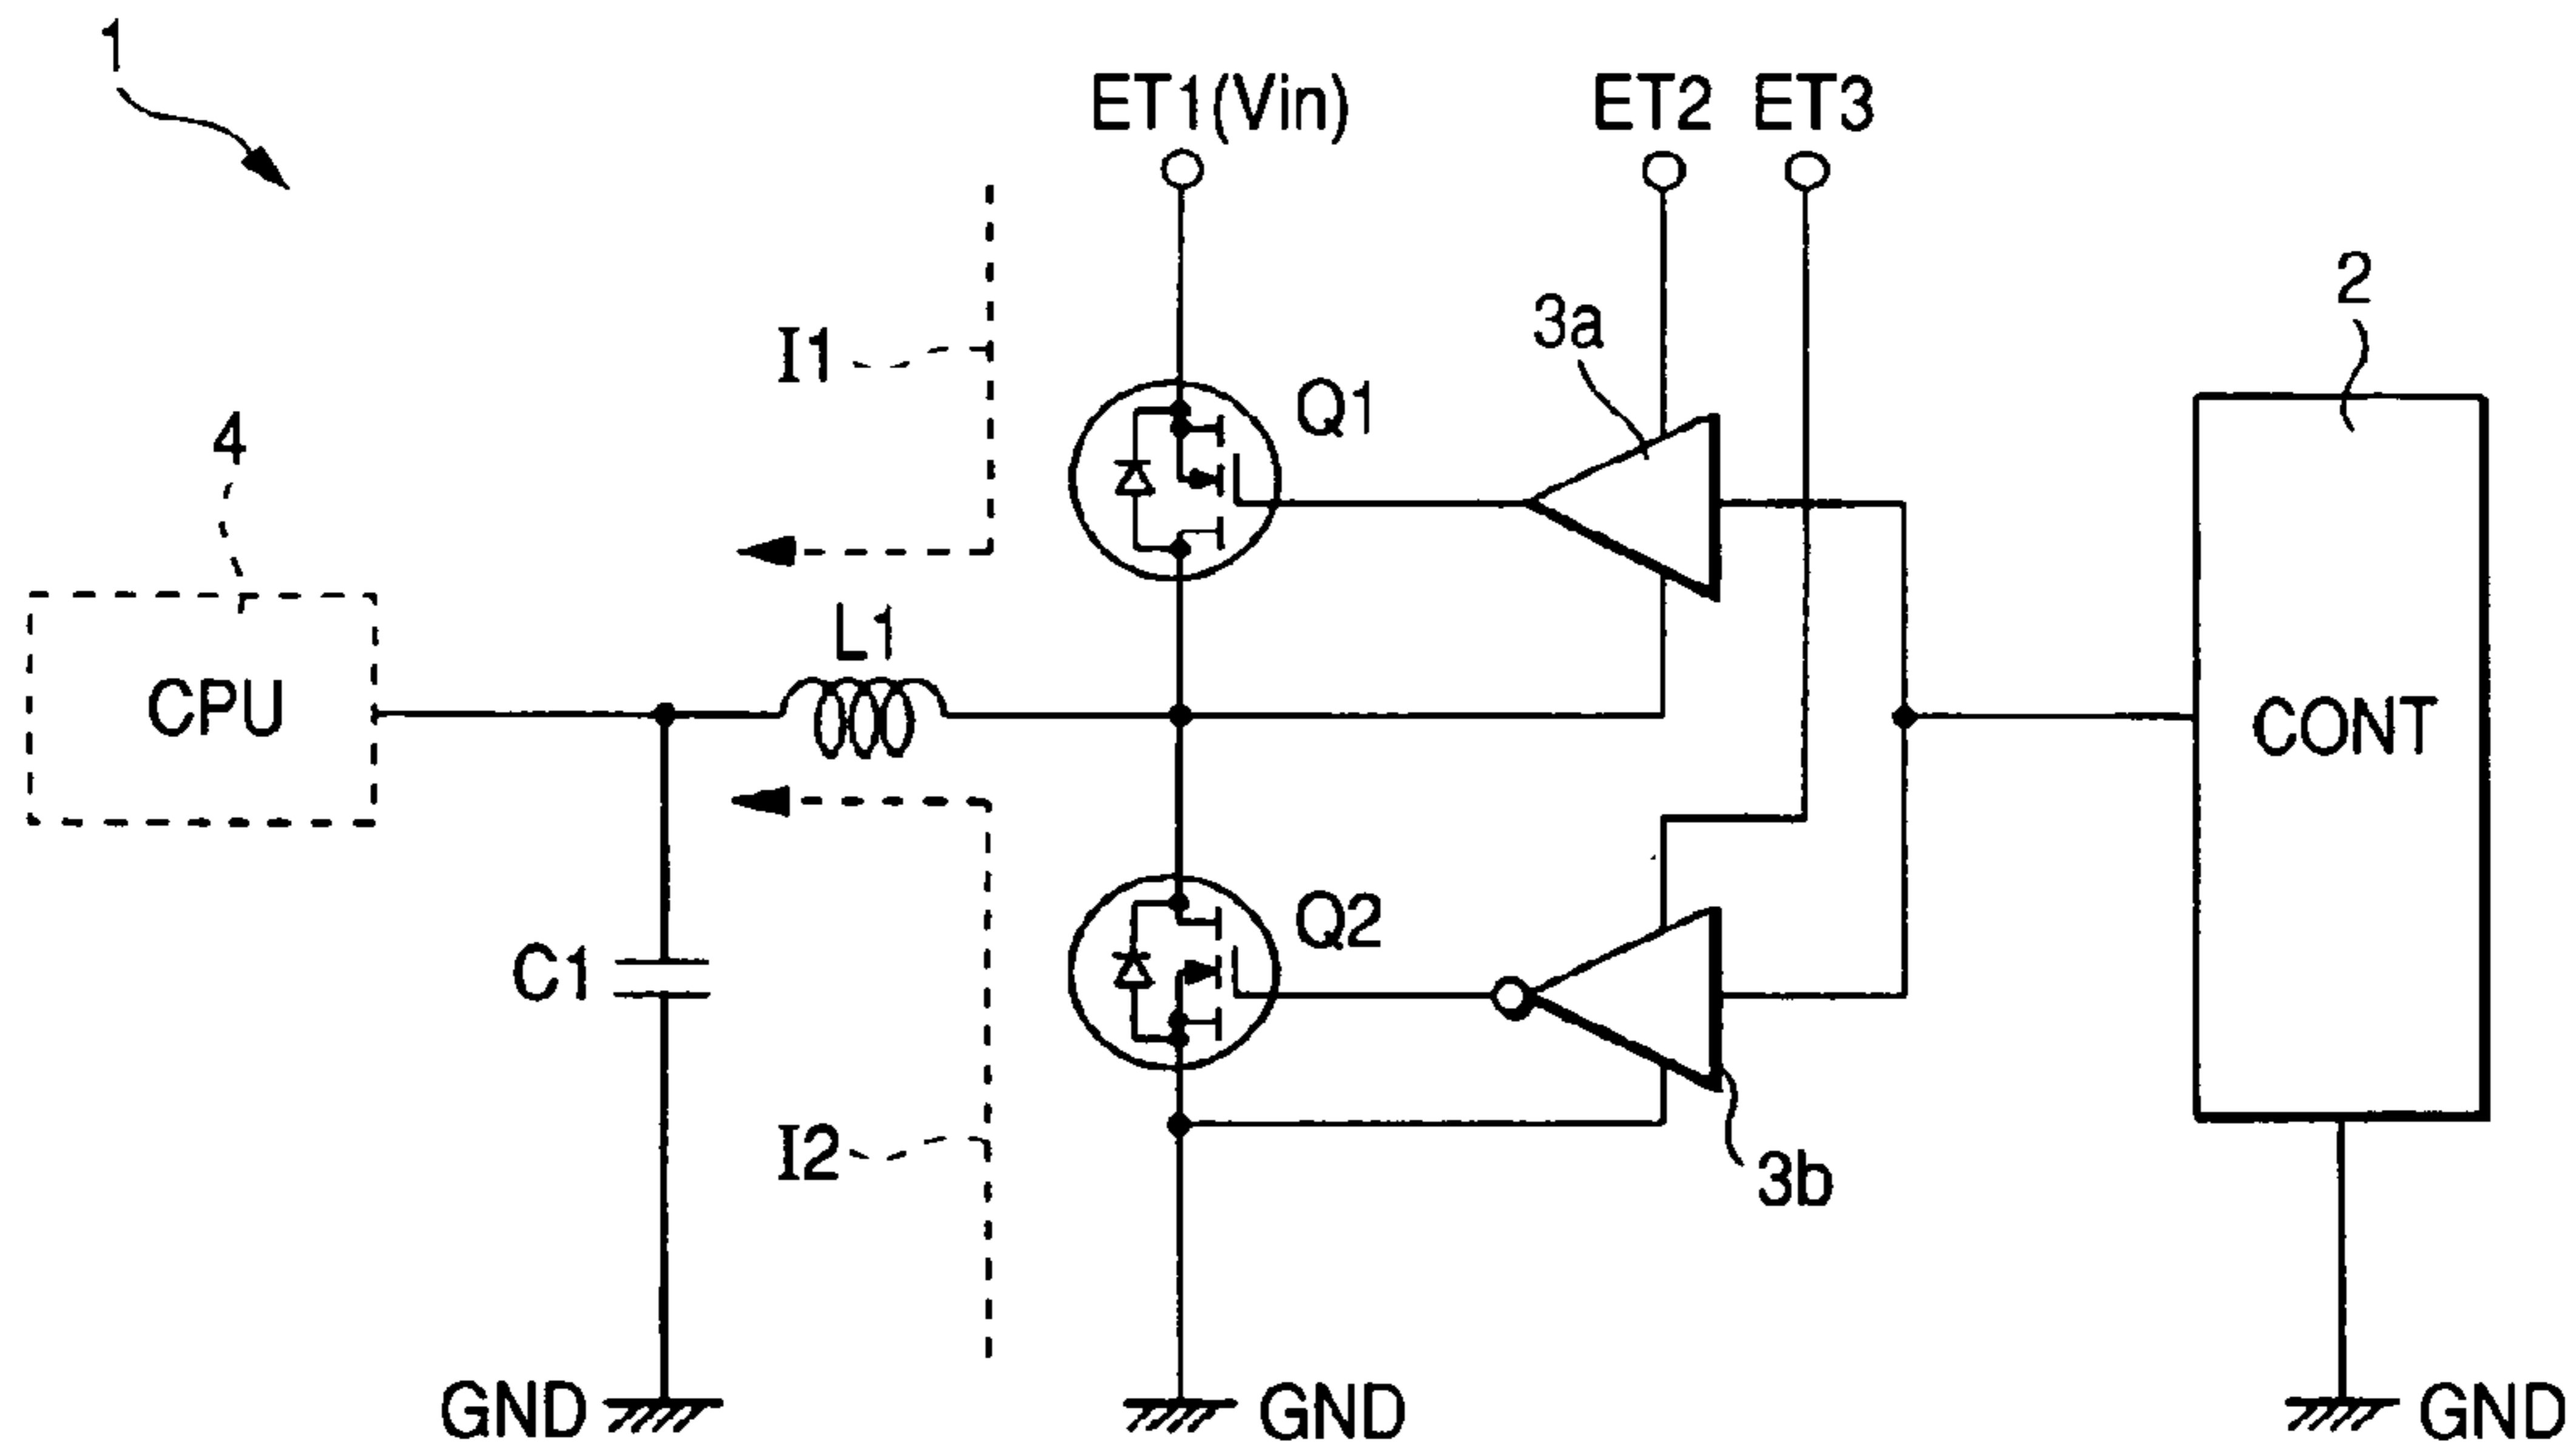 1
ET1(Vin)
ET2
ET3
2
3a
I1
Q1
4
L1
CPU
CONT
Q2
C1
I2
3b
GND
GND
GND